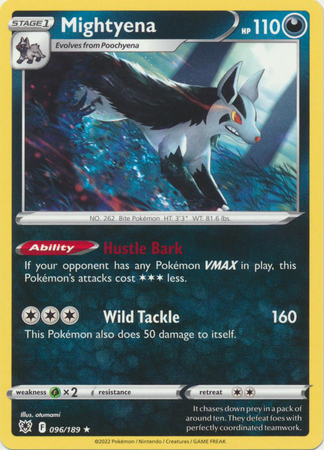 STAGE 1 Mightyena HP 110
Evolves from Poochyena
NO. 262 Bite Pokémon HT: 3'3" WT: 81.6 lbs.
Ability Hustle Bark
If your opponent has any Pokémon VMAX in play, this
Pokémon's attacks cost ✶✶✶ less.
Wild Tackle 160
This Pokémon also does 50 damage to itself.
weakness ×2 resistance retreat
Illus. otumami
F 096/189 ★
It chases down prey in a pack of
around ten. They defeat foes with
perfectly coordinated teamwork.
©2022 Pokémon / Nintendo / Creatures / GAME FREAK